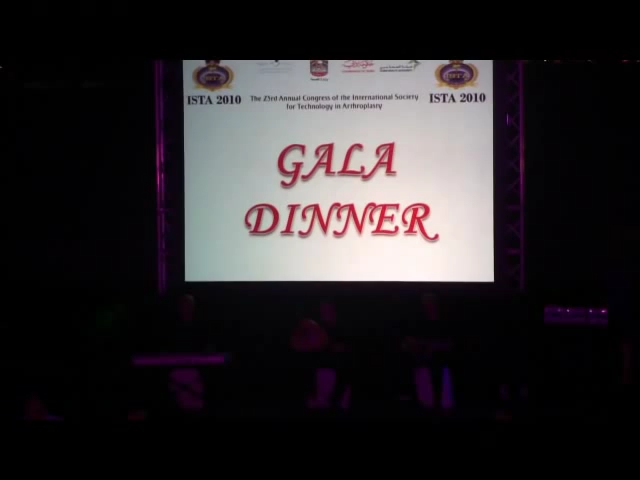 ISTA 2010
The 23rd Annual Congress of the International Society
for Technology in Arthroplasty
ISTA 2010
GALA
DINNER